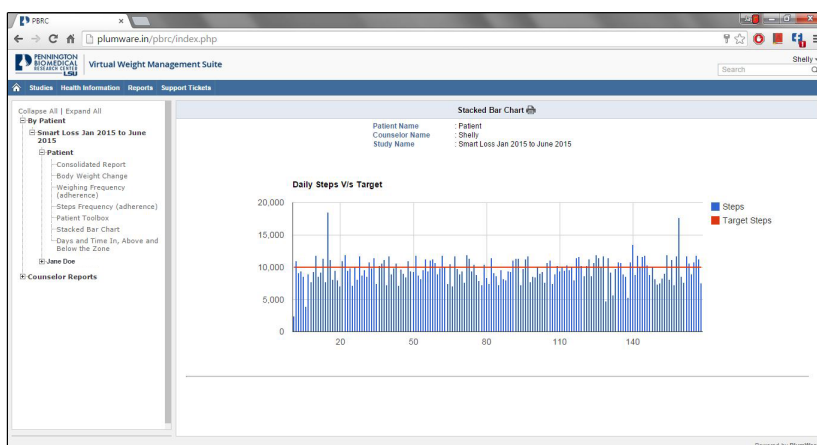 PBRC
plumware.in/pbrc/index.php
PENNINGTON
BIOMEDICAL
RESEARCH CENTER
LSU
Virtual Weight Management Suite
Shelly
Search
Studies Health Information Reports Support Tickets
Collapse All | Expand All
By Patient
Smart Loss Jan 2015 to June
2015
Patient
Consolidated Report
Body Weight Change
Weighing Frequency
(adherence)
Steps Frequency (adherence)
Patient Toolbox
Stacked Bar Chart
Days and Time In, Above and
Below the Zone
Jane Doe
Counselor Reports
Stacked Bar Chart
Patient Name : Patient
Counselor Name : Shelly
Study Name : Smart Loss Jan 2015 to June 2015
Daily Steps V/s Target
20,000
15,000
10,000
5,000
0
20 50 80 110 140
Steps
Target Steps